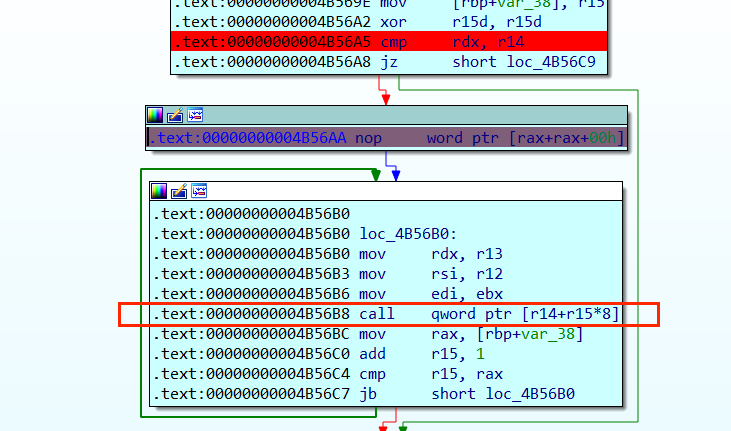 .text:00000000004B569E mov     [rbp+var_38], r15
.text:00000000004B56A2 xor     r15d, r15d
.text:00000000004B56A5 cmp     rdx, r14
.text:00000000004B56A8 jz      short loc_4B56C9
.text:00000000004B56AA nop     word ptr [rax+rax+00h]
.text:00000000004B56B0
.text:00000000004B56B0 loc_4B56B0:
.text:00000000004B56B0 mov     rdx, r13
.text:00000000004B56B3 mov     rsi, r12
.text:00000000004B56B6 mov     edi, ebx
.text:00000000004B56B8 call    qword ptr [r14+r15*8]
.text:00000000004B56BC mov     rax, [rbp+var_38]
.text:00000000004B56C0 add     r15, 1
.text:00000000004B56C4 cmp     r15, rax
.text:00000000004B56C7 jb      short loc_4B56B0